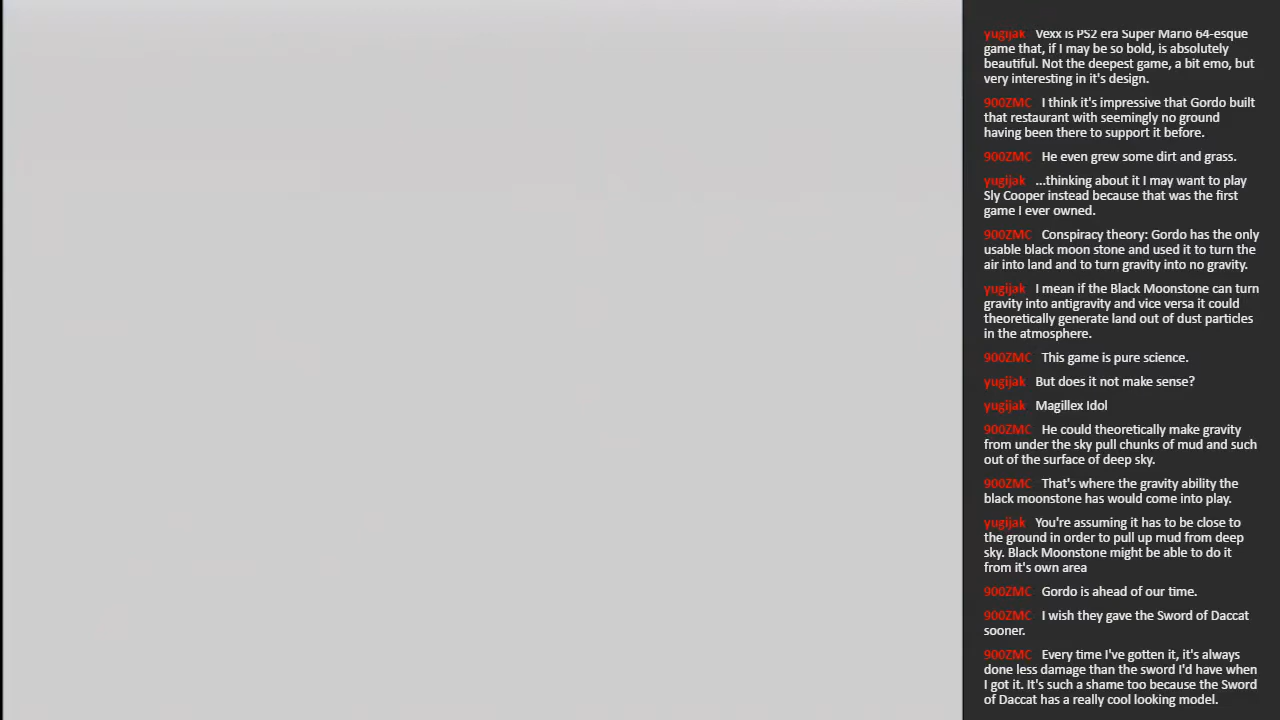 yugijak Vexx is PS2 era Super Mario 64-esque
game that, if I may be so bold, is absolutely
beautiful. Not the deepest game, a bit emo, but
very interesting in it's design.
900ZMC I think it's impressive that Gordo built
that restaurant with seemingly no ground
having been there to support it before.
900ZMC He even grew some dirt and grass.
yugijak ...thinking about it I may want to play
Sly Cooper instead because that was the first
game I ever owned.
900ZMC Conspiracy theory: Gordo has the only
usable black moon stone and used it to turn the
air into land and to turn gravity into no gravity.
yugijak I mean if the Black Moonstone can turn
gravity into antigravity and vice versa it could
theoretically generate land out of dust particles
in the atmosphere.
900ZMC This game is pure science.
yugijak But does it not make sense?
yugijak Magillex Idol
900ZMC He could theoretically make gravity
from under the sky pull chunks of mud and such
out of the surface of deep sky.
900ZMC That's where the gravity ability the
black moonstone has would come into play.
yugijak You're assuming it has to be close to
the ground in order to pull up mud from deep
sky. Black Moonstone might be able to do it
from it's own area
900ZMC Gordo is ahead of our time.
900ZMC I wish they gave the Sword of Daccat
sooner.
900ZMC Every time I've gotten it, it's always
done less damage than the sword I'd have when
I got it. It's such a shame too because the Sword
of Daccat has a really cool looking model.